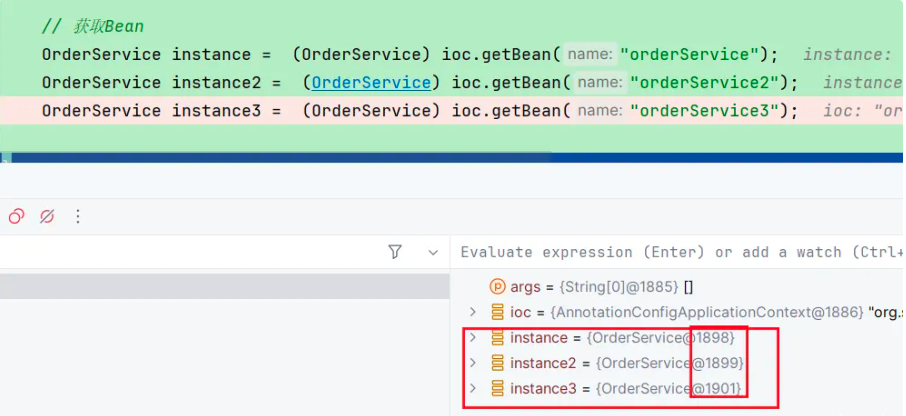 // 获取Bean
OrderService instance =  (OrderService) ioc.getBean( name: "orderService");  instance:
OrderService instance2 =  (OrderService) ioc.getBean( name: "orderService2");  instance
OrderService instance3 =  (OrderService) ioc.getBean( name: "orderService3");  ioc: "or
Evaluate expression (Enter) or add a watch (Ctrl+
args = {String[0]@1885} []
ioc = {AnnotationConfigApplicationContext@1886} "org.s
instance = {OrderService@1898}
instance2 = {OrderService@1899}
instance3 = {OrderService@1901}